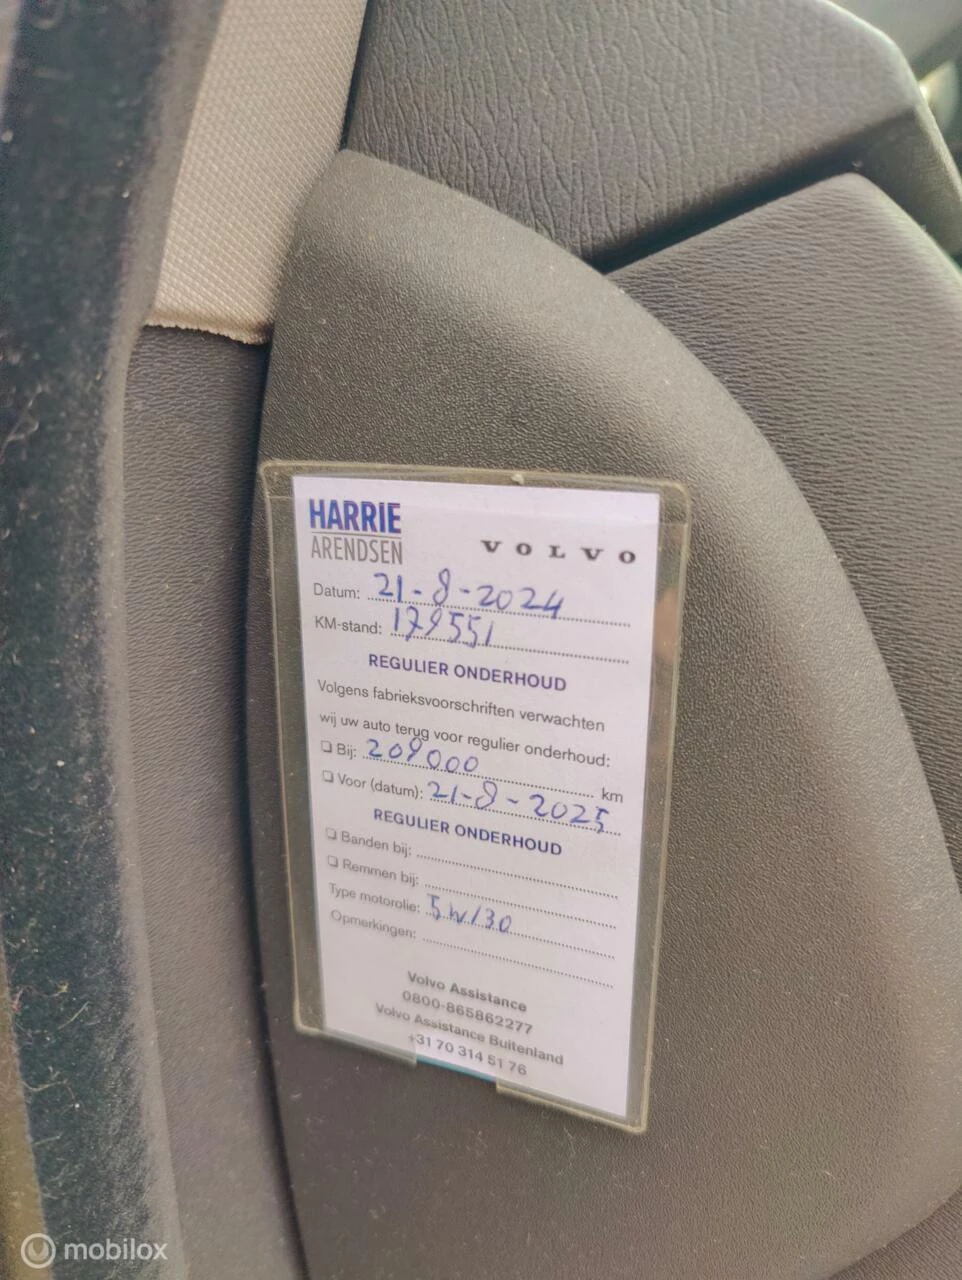 HARRIE
ARENDSEN
VOLVO
Datum: 21-8-2024
KM-stand: 179551
REGULIER ONDERHOUD
Volgens fabrieksvoorschriften verwachten
wij uw auto terug voor regulier onderhoud:
Bij: 209000 km
Voor (datum): 21-8-2025
REGULIER ONDERHOUD
Banden bij:
Remmen bij:
Type motorolie: 5W/30
Opmerkingen:
Volvo Assistance
0800-865862277
Volvo Assistance Buitenland
+31 70 314 51 76
mobilox